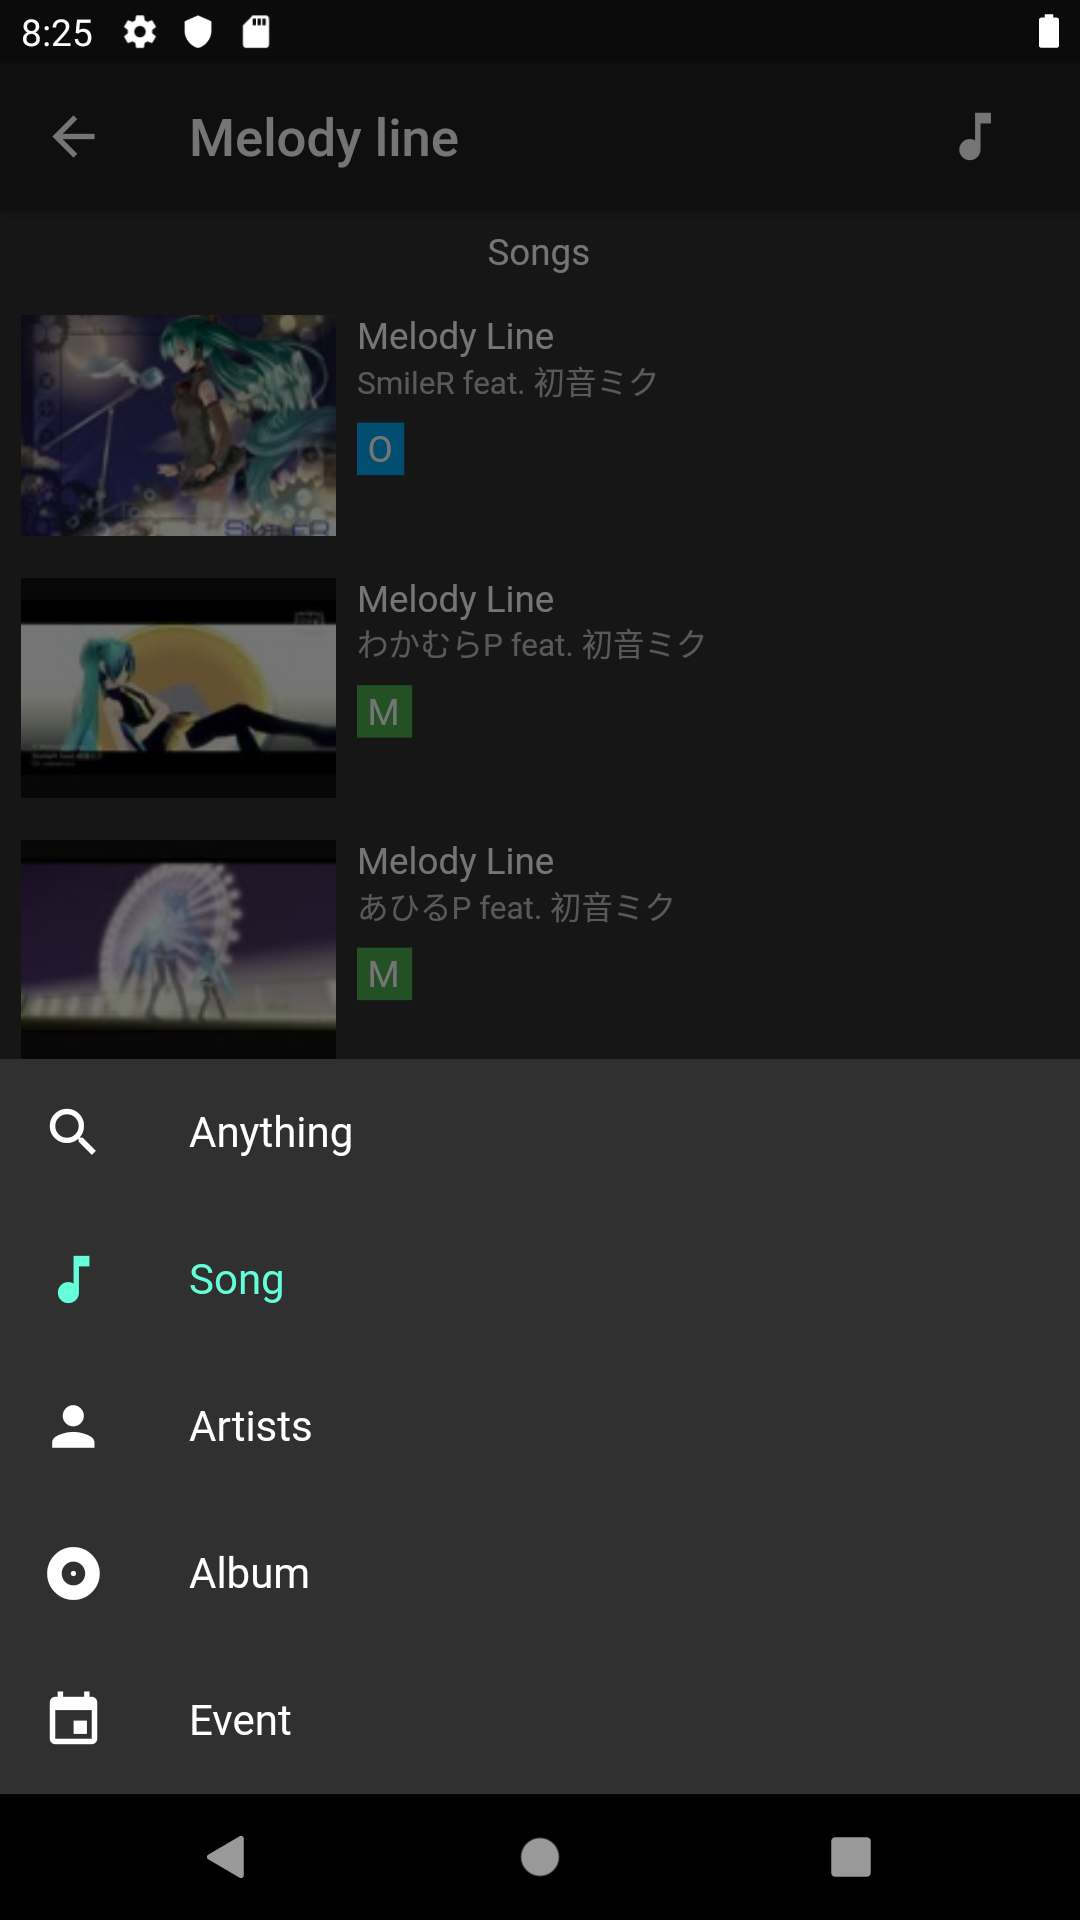 8:25
Melody line
Songs
Melody Line
SmileR feat. 初音ミク
O
SMILER
Melody Line
わかむらP feat. 初音ミク
M
Melody Line
あひるP feat. 初音ミク
M
Anything
Song
Artists
Album
Event